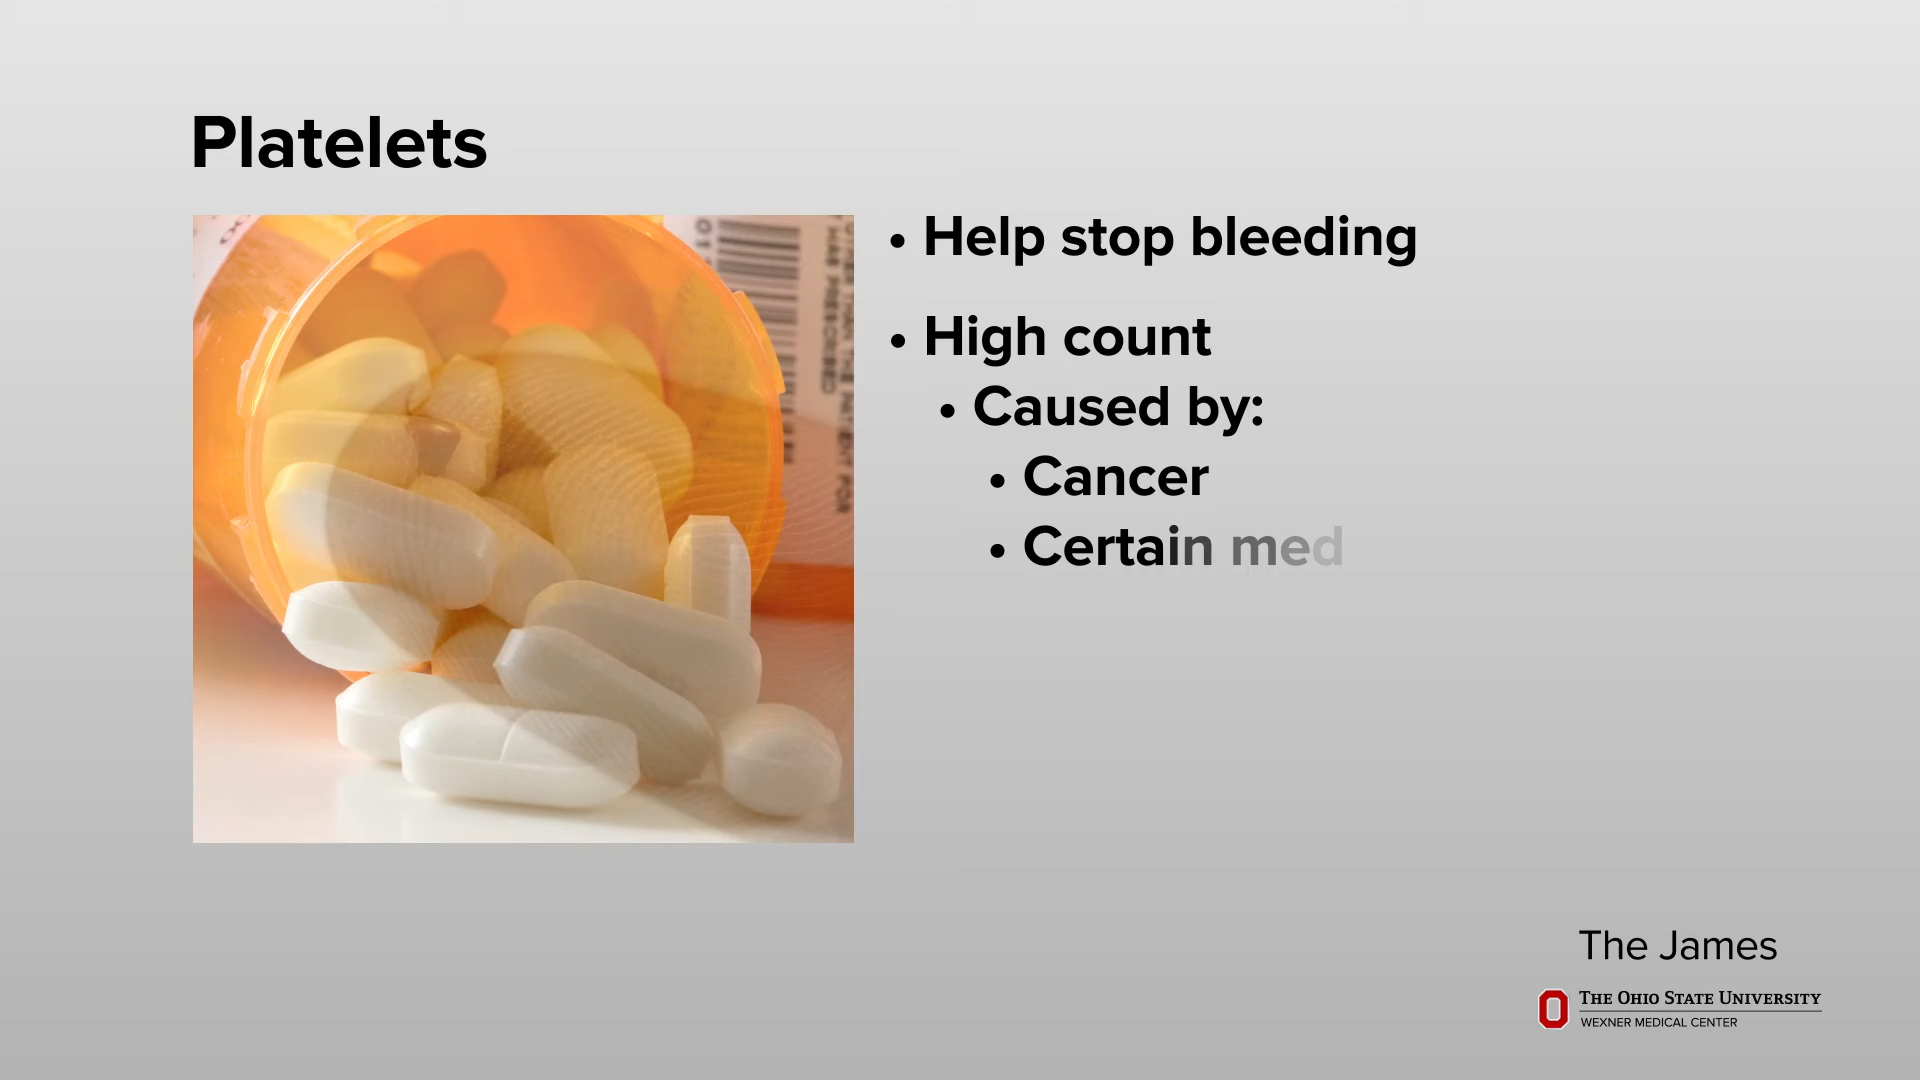 Platelets
• Help stop bleeding
• High count
• Caused by:
• Cancer
• Certain med
The James
THE OHIO STATE UNIVERSITY
WEXNER MEDICAL CENTER